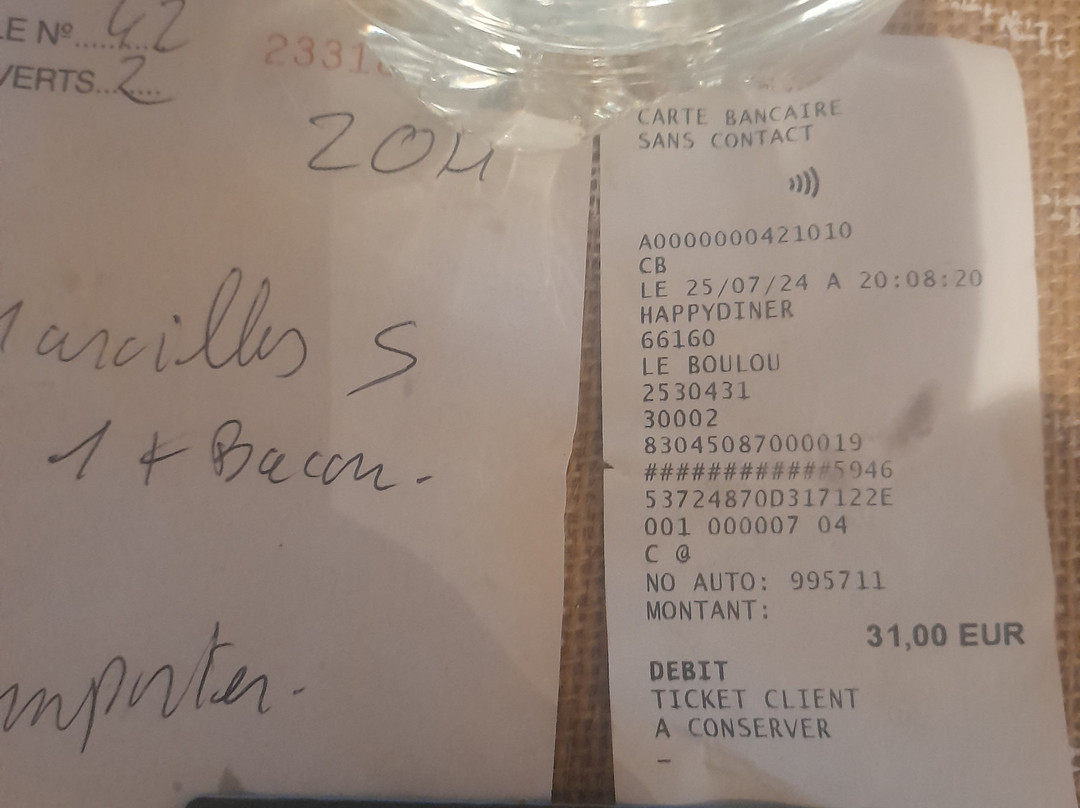 LE Nº....42
VERTS..2....
2331
20H
Marseilles S
1 + Bacon.
mporter.
CARTE BANCAIRE
SANS CONTACT
A0000000421010
CB
LE 25/07/24 A 20:08:20
HAPPYDINER
66160
LE BOULOU
2530431
30002
83045087000019
############5946
53724870D317122E
001 000007 04
C @
NO AUTO: 995711
MONTANT:
31,00 EUR
DEBIT
TICKET CLIENT
A CONSERVER
–